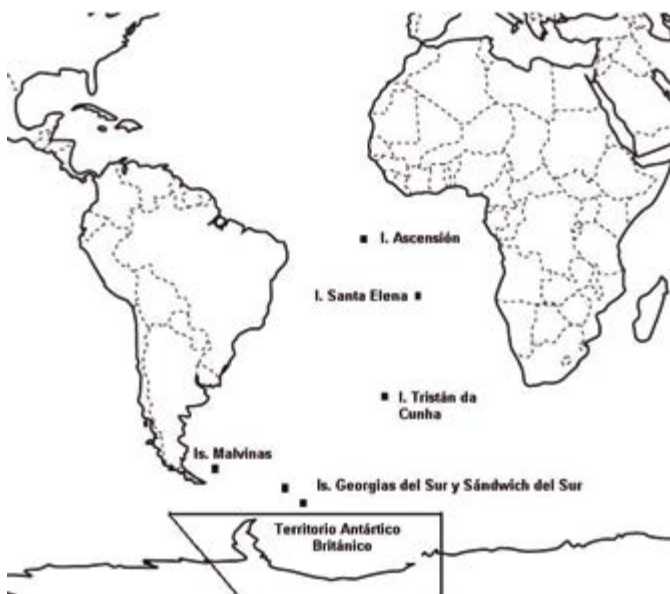 I. Ascensión
I. Santa Elena
I. Tristán da
Cunha
Is. Malvinas
Is. Georgias del Sur y Sándwich del Sur
Territorio Antártico
Británico